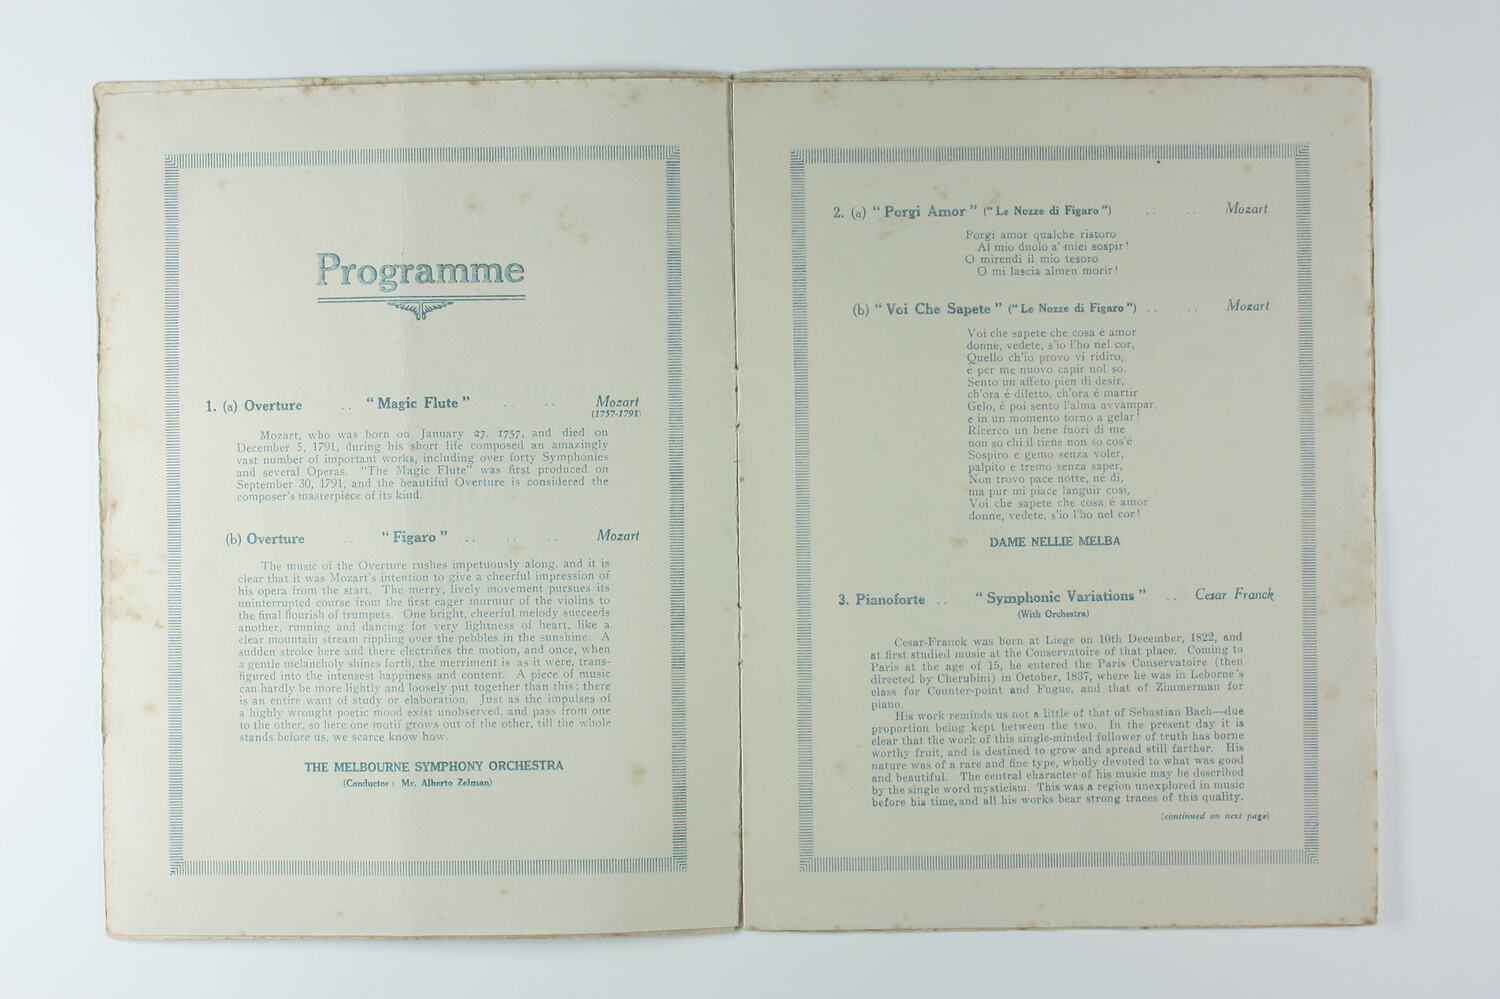 Programme
1. (a) Overture .. " Magic Flute " .. .. Mozart
(1757-1791)
Mozart, who was born on January 27, 1757, and died on
December 5, 1791, during his short life composed an amazingly
vast number of important works, including over forty Symphonies
and several Operas. "The Magic Flute" was first produced on
September 30, 1791, and the beautiful Overture is considered the
composer's masterpiece of its kind.
(b) Overture .. " Figaro " .. .. .. Mozart
The music of the Overture rushes impetuously along, and it is
clear that it was Mozart's intention to give a cheerful impression of
his opera from the start. The merry, lively movement pursues its
uninterrupted course from the first eager murmur of the violins to
the final flourish of trumpets. One bright, cheerful melody succeeds
another, running and dancing for very lightness of heart, like a
clear mountain stream rippling over the pebbles in the sunshine. A
sudden stroke here and there electrifies the motion, and once, when
a gentle melancholy shines forth, the merriment is as it were, trans-
figured into the intensest happiness and content. A piece of music
can hardly be more lightly and loosely put together than this; there
is an entire want of study or elaboration. Just as the impulses of
a highly wrought poetic mood exist unobserved, and pass from one
to the other, so here one motif grows out of the other, till the whole
stands before us, we scarce know how.
THE MELBOURNE SYMPHONY ORCHESTRA
(Conductor : Mr. Alberto Zelman)
2. (a) " Porgi Amor " (" Le Nozze di Figaro ") .. .. Mozart
Porgi amor qualche ristoro
Al mio duolo a' miei sospir!
O mirendi il mio tesoro
O mi lascia almen morir!
(b) " Voi Che Sapete " (" Le Nozze di Figaro ") .. .. Mozart
Voi che sapete che cosa é amor
donne, vedete, s'io l'ho nel cor,
Quello ch'io provo vi ridiro,
é per me nuovo capir nol so.
Sento un affeto pien di desir,
ch'ora é diletto, ch'ora é martir
Gelo, é poi sento l'alma avvampar,
e in un momento torno a gelar!
Ricerco un bene fuori di me
non so chi il tiene non so cos'é
Sospiro e gemo senza voler,
palpito e tremo senza saper,
Non trovo pace notte, né di,
ma pur mi piace languir cosi,
Voi che sapete che cosa é amor
donne, vedete, s'io l'ho nel cor!
DAME NELLIE MELBA
3. Pianoforte .. " Symphonic Variations " .. Cesar Franck
(With Orchestra)
Cesar-Franck was born at Liege on 10th December, 1822, and
at first studied music at the Conservatoire of that place. Coming to
Paris at the age of 15, he entered the Paris Conservatoire (then
directed by Cherubini) in October, 1837, where he was in Leborne's
class for Counter-point and Fugue, and that of Zimmerman for
piano.
His work reminds us not a little of that of Sebastian Bach—due
proportion being kept between the two. In the present day it is
clear that the work of this single-minded follower of truth has borne
worthy fruit, and is destined to grow and spread still farther. His
nature was of a rare and fine type, wholly devoted to what was good
and beautiful. The central character of his music may be described
by the single word mysticism. This was a region unexplored in music
before his time, and all his works bear strong traces of this quality.
(continued on next page)